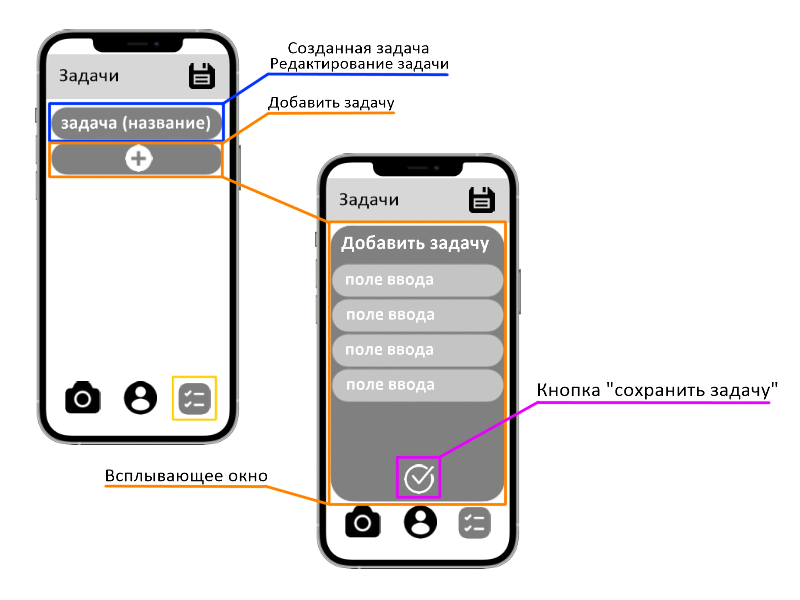 Созданная задача
Редактирование задачи
Задачи
Добавить задачу
задача (название)
Задачи
Добавить задачу
поле ввода
поле ввода
поле ввода
поле ввода
Кнопка "сохранить задачу"
Всплывающее окно